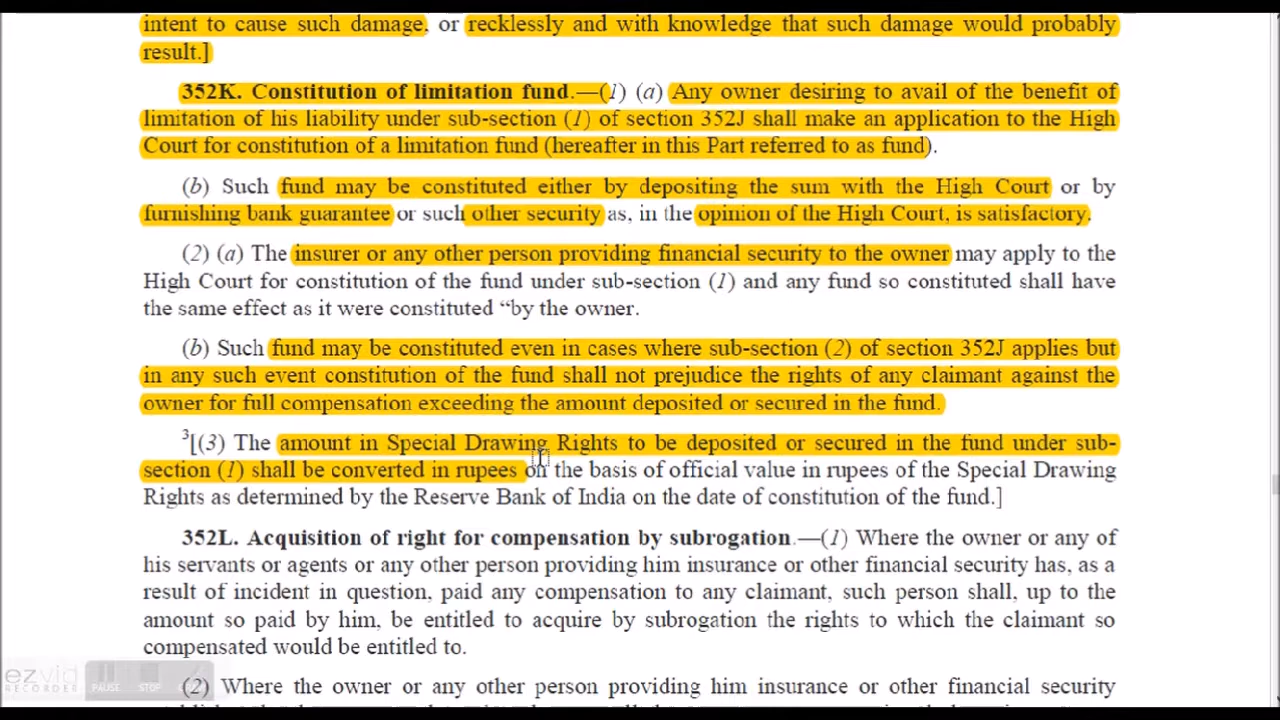 intent to cause such damage, or recklessly and with knowledge that such damage would probably
result.]
352K. Constitution of limitation fund.—(1) (a) Any owner desiring to avail of the benefit of
limitation of his liability under sub-section (1) of section 352J shall make an application to the High
Court for constitution of a limitation fund (hereafter in this Part referred to as fund).
(b) Such fund may be constituted either by depositing the sum with the High Court or by
furnishing bank guarantee or such other security as, in the opinion of the High Court, is satisfactory.
(2) (a) The insurer or any other person providing financial security to the owner may apply to the
High Court for constitution of the fund under sub-section (1) and any fund so constituted shall have
the same effect as it were constituted “by the owner.
(b) Such fund may be constituted even in cases where sub-section (2) of section 352J applies but
in any such event constitution of the fund shall not prejudice the rights of any claimant against the
owner for full compensation exceeding the amount deposited or secured in the fund.
3[(3) The amount in Special Drawing Rights to be deposited or secured in the fund under sub-
section (1) shall be converted in rupees on the basis of official value in rupees of the Special Drawing
Rights as determined by the Reserve Bank of India on the date of constitution of the fund.]
352L. Acquisition of right for compensation by subrogation.—(1) Where the owner or any of
his servants or agents or any other person providing him insurance or other financial security has, as a
result of incident in question, paid any compensation to any claimant, such person shall, up to the
amount so paid by him, be entitled to acquire by subrogation the rights to which the claimant so
compensated would be entitled to.
(2) Where the owner or any other person providing him insurance or other financial security
ezvid
RECORDER
PAUSE STOP